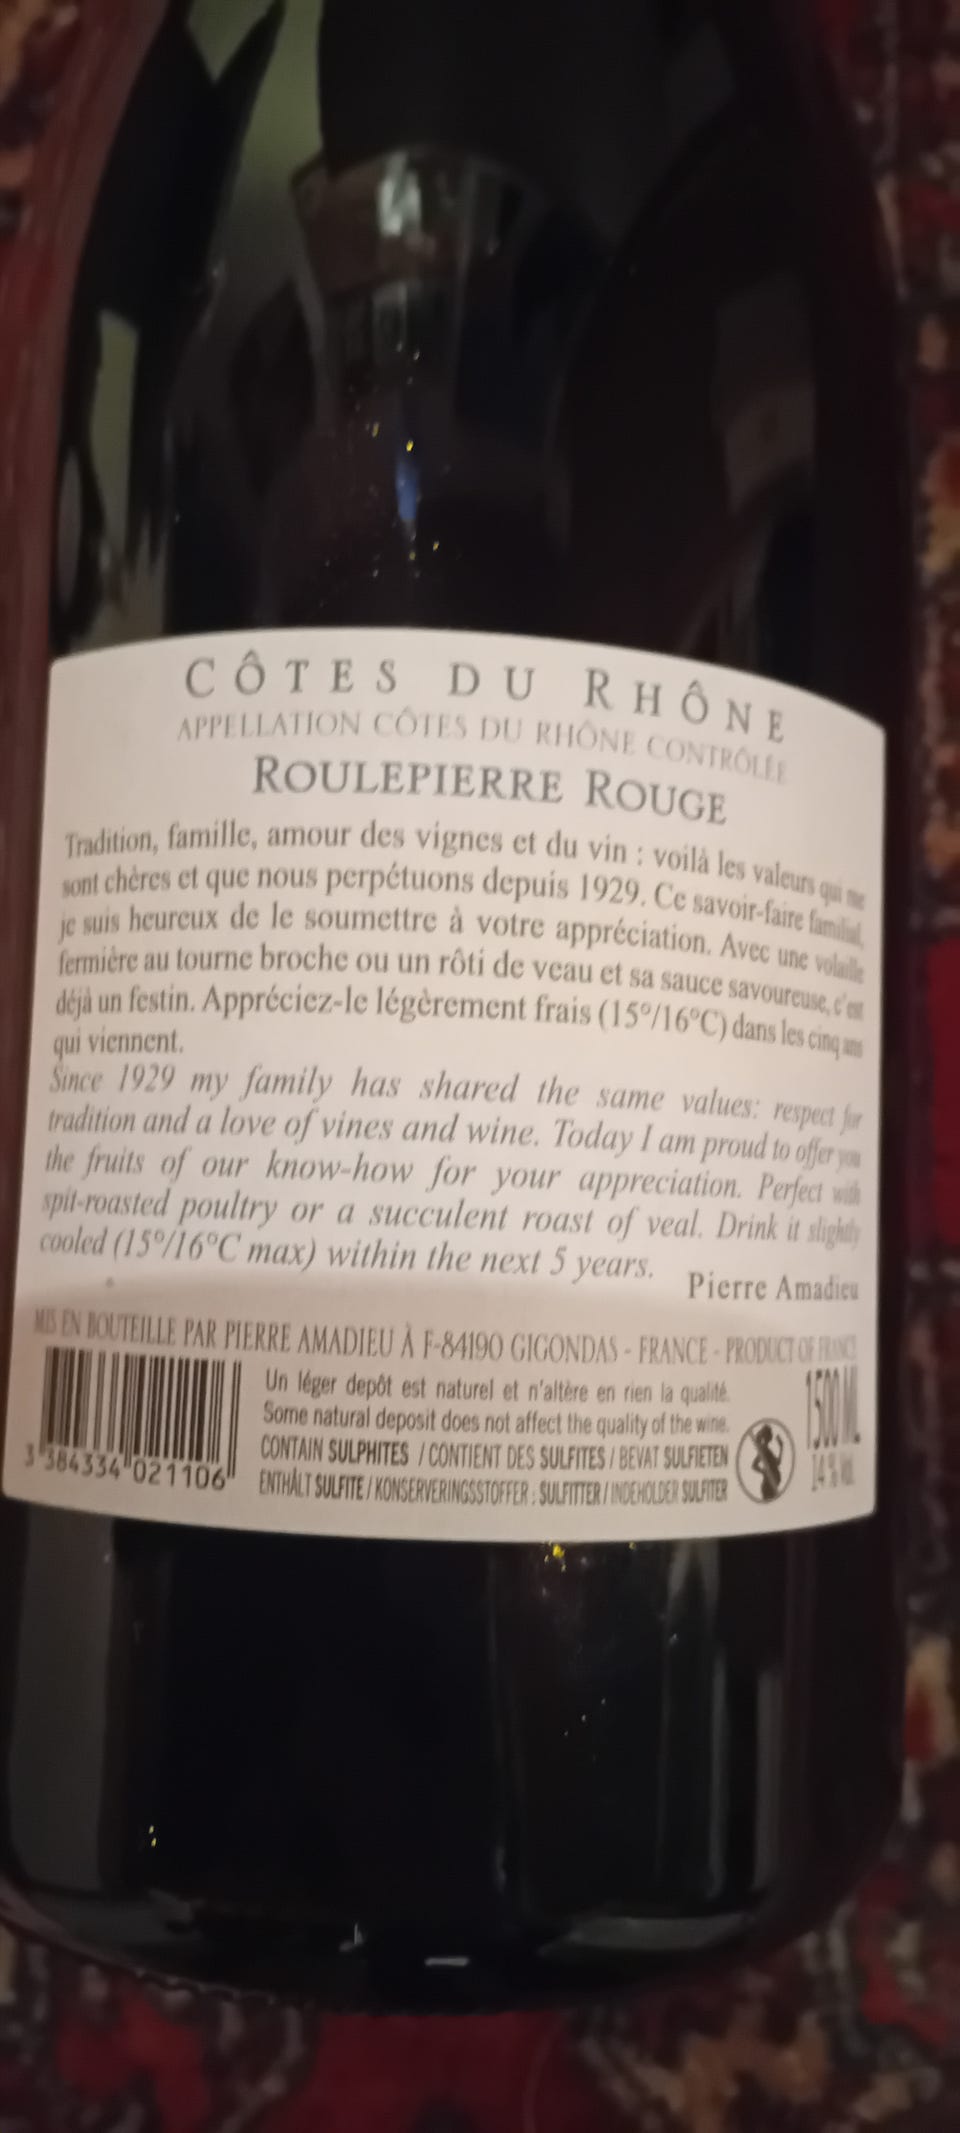 CÔTES DU RHÔNE
APPELLATION CÔTES DU RHÔNE CONTRÔLÉE
ROULEPIERRE ROUGE
Tradition, famille, amour des vignes et du vin : voilà les valeurs qui me
sont chères et que nous perpétuons depuis 1929. Ce savoir-faire familial,
je suis heureux de le soumettre à votre appréciation. Avec une volaille
fermière au tourne broche ou un rôti de veau et sa sauce savoureuse, c'est
déjà un festin. Appréciez-le légèrement frais (15°/16°C) dans les cinq ans
qui viennent.
Since 1929 my family has shared the same values: respect for
tradition and a love of vines and wine. Today I am proud to offer you
the fruits of our know-how for your appreciation. Perfect with
spit-roasted poultry or a succulent roast of veal. Drink it slightly
cooled (15°/16°C max) within the next 5 years.
Pierre Amadieu
MIS EN BOUTEILLE PAR PIERRE AMADIEU À F-84190 GIGONDAS - FRANCE - PRODUCT OF FRANCE
Un léger depôt est naturel et n'altère en rien la qualité.
Some natural deposit does not affect the quality of the wine.
CONTAIN SULPHITES / CONTIENT DES SULFITES / BEVAT SULFIETEN
ENTHÄLT SULFITE / KONSERVERINGSSTOFFER : SULFITTER / INDEHOLDER SULFITER
3 384334 021106
1500 ML
14 % Vol.